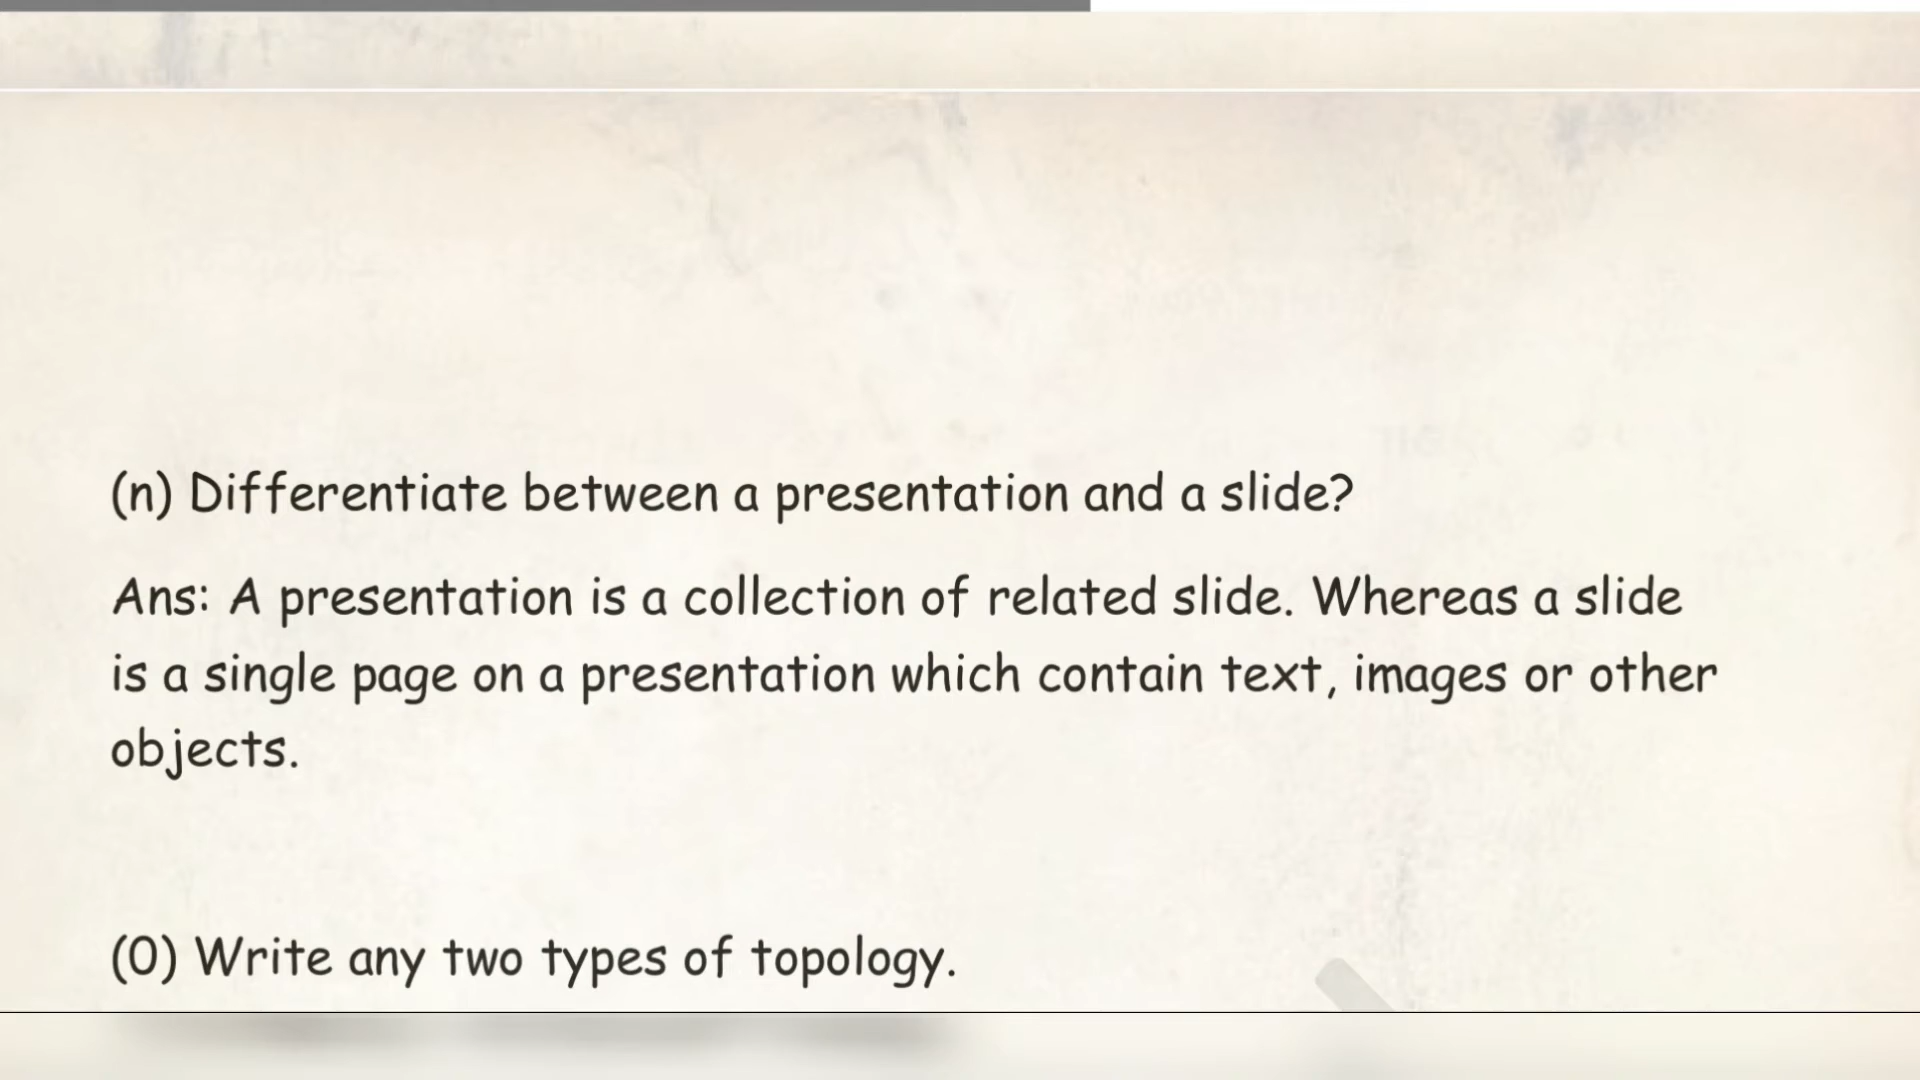 (n) Differentiate between a presentation and a slide?
Ans: A presentation is a collection of related slide. Whereas a slide
is a single page on a presentation which contain text, images or other
objects.
(0) Write any two types of topology.